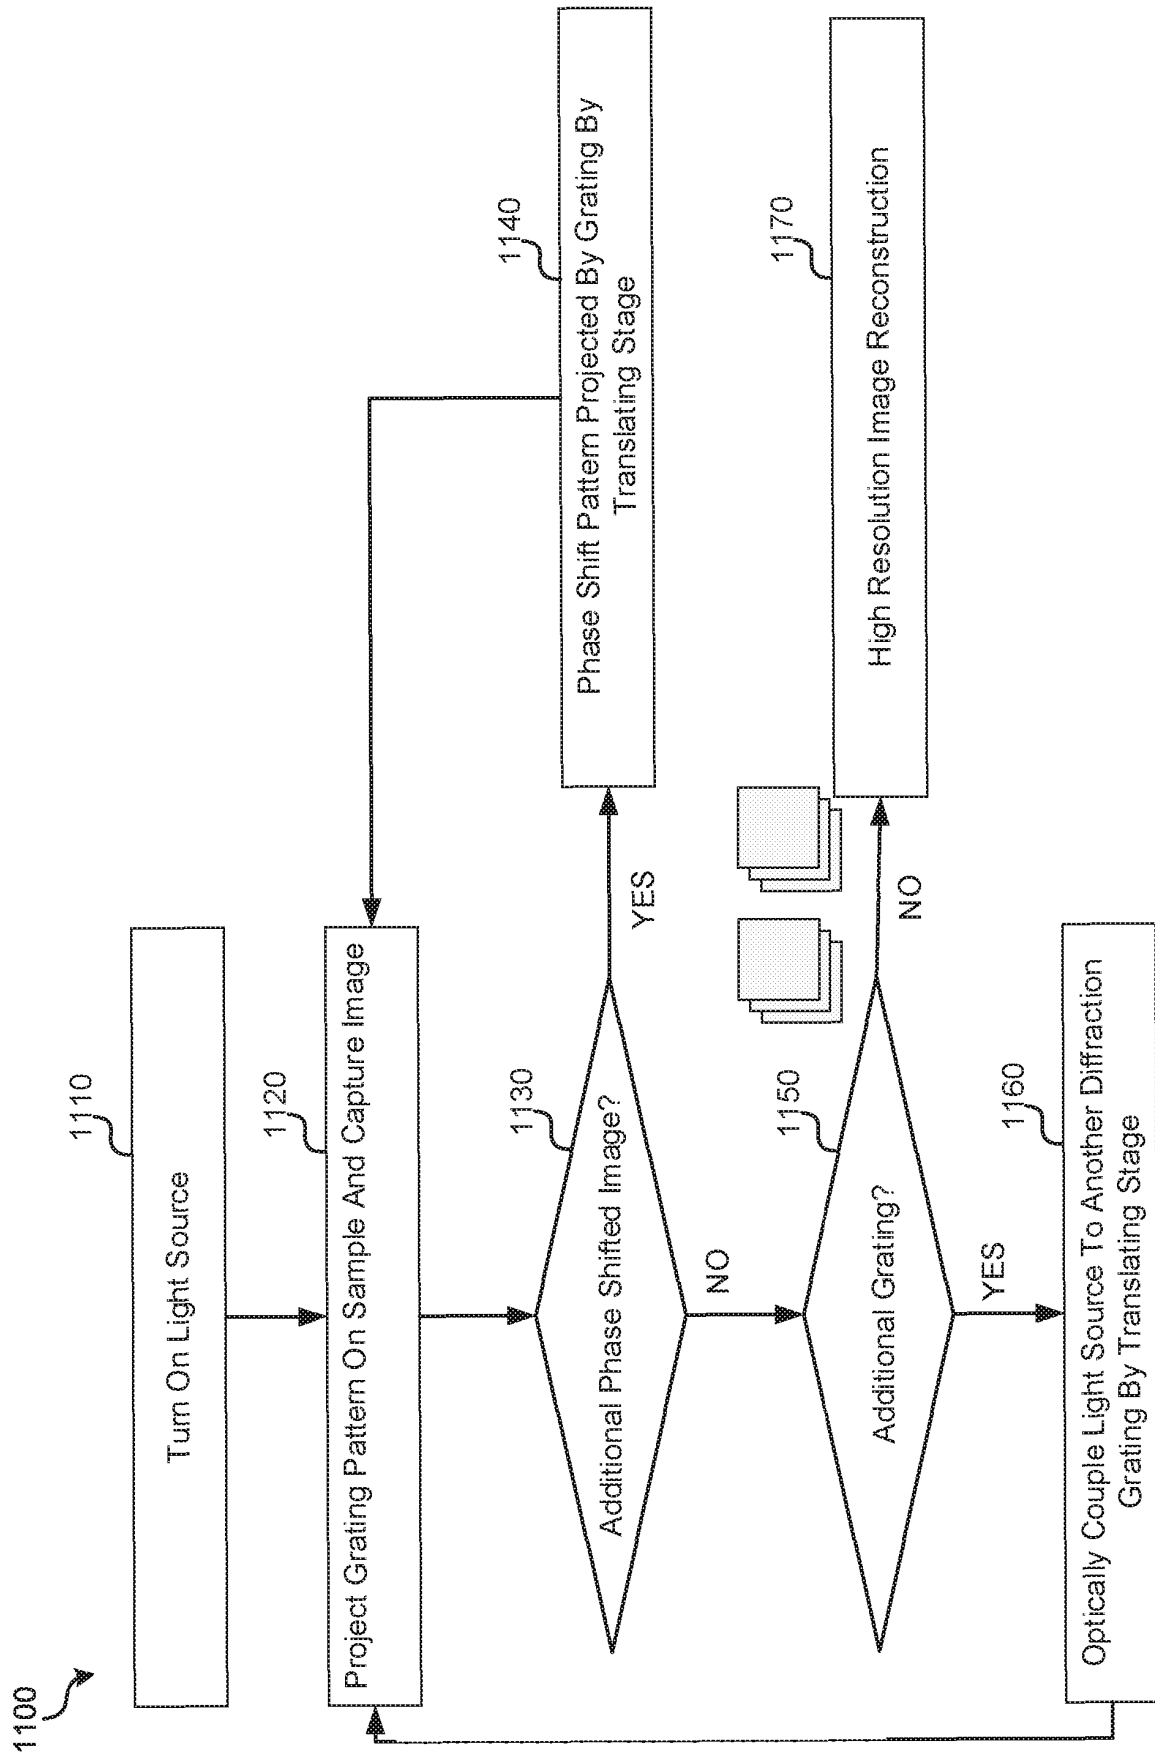 1100
1110
Turn On Light Source
1120
Project Grating Pattern On Sample And Capture Image
1130
Additional Phase Shifted Image?
YES
1140
Phase Shift Pattern Projected By Grating By
Translating Stage
NO
1150
Additional Grating?
NO
1170
High Resolution Image Reconstruction
YES
1160
Optically Couple Light Source To Another Diffraction
Grating By Translating Stage